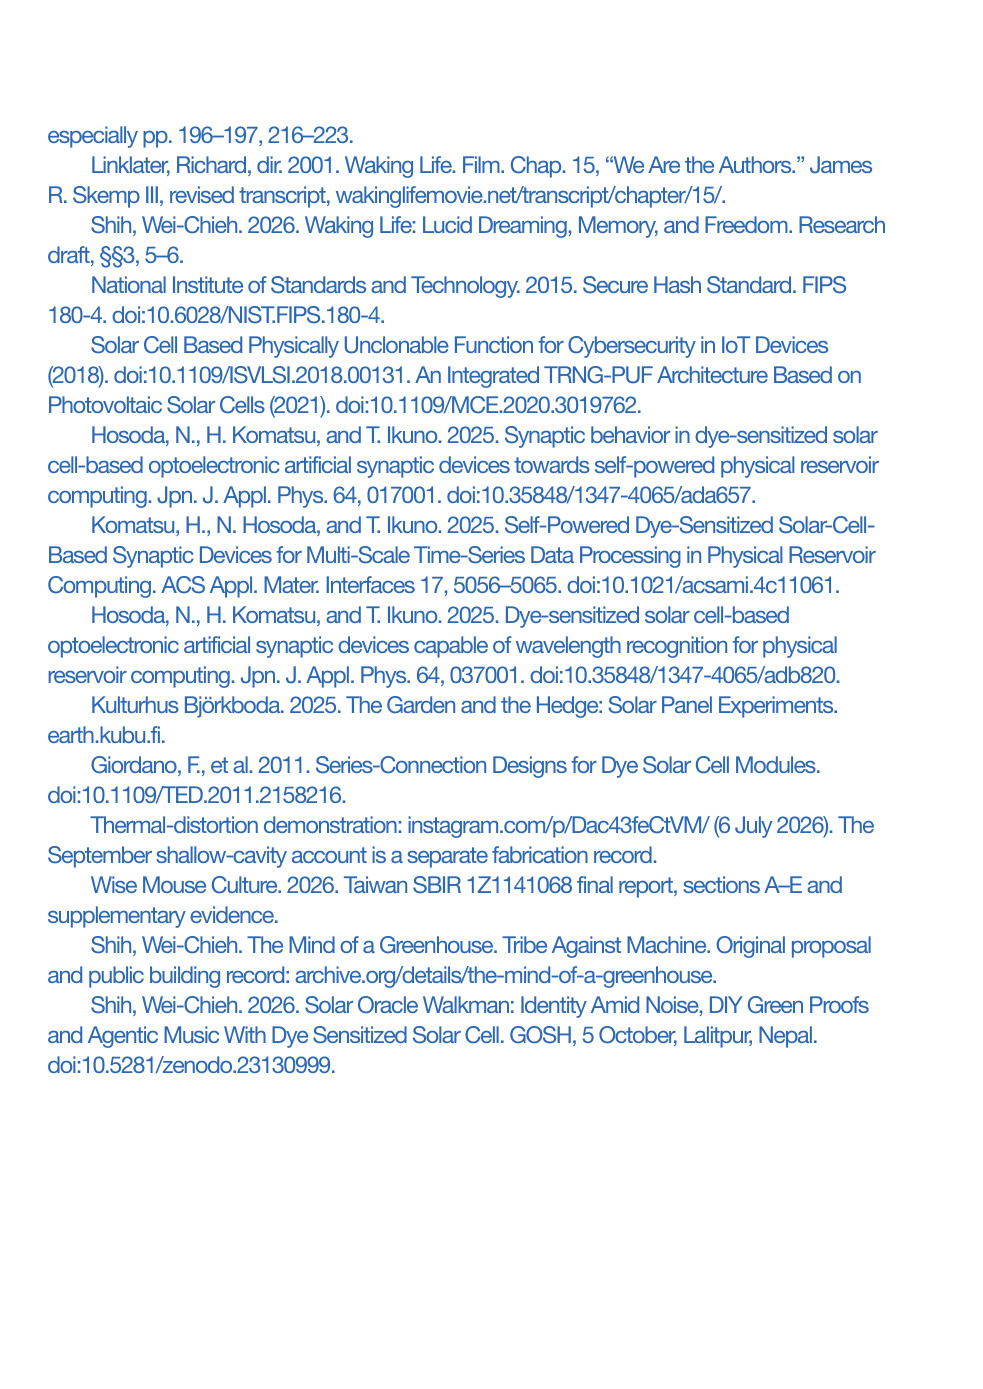 especially pp. 196–197, 216–223.
Linklater, Richard, dir. 2001. Waking Life. Film. Chap. 15, “We Are the Authors.” James
R. Skemp III, revised transcript, wakinglifemovie.net/transcript/chapter/15/.
Shih, Wei-Chieh. 2026. Waking Life: Lucid Dreaming, Memory, and Freedom. Research
draft, §§3, 5–6.
National Institute of Standards and Technology. 2015. Secure Hash Standard. FIPS
180-4. doi:10.6028/NIST.FIPS.180-4.
Solar Cell Based Physically Unclonable Function for Cybersecurity in IoT Devices
(2018). doi:10.1109/ISVLSI.2018.00131. An Integrated TRNG-PUF Architecture Based on
Photovoltaic Solar Cells (2021). doi:10.1109/MCE.2020.3019762.
Hosoda, N., H. Komatsu, and T. Ikuno. 2025. Synaptic behavior in dye-sensitized solar
cell-based optoelectronic artificial synaptic devices towards self-powered physical reservoir
computing. Jpn. J. Appl. Phys. 64, 017001. doi:10.35848/1347-4065/ada657.
Komatsu, H., N. Hosoda, and T. Ikuno. 2025. Self-Powered Dye-Sensitized Solar-Cell-
Based Synaptic Devices for Multi-Scale Time-Series Data Processing in Physical Reservoir
Computing. ACS Appl. Mater. Interfaces 17, 5056–5065. doi:10.1021/acsami.4c11061.
Hosoda, N., H. Komatsu, and T. Ikuno. 2025. Dye-sensitized solar cell-based
optoelectronic artificial synaptic devices capable of wavelength recognition for physical
reservoir computing. Jpn. J. Appl. Phys. 64, 037001. doi:10.35848/1347-4065/adb820.
Kulturhus Björkboda. 2025. The Garden and the Hedge: Solar Panel Experiments.
earth.kubu.fi.
Giordano, F., et al. 2011. Series-Connection Designs for Dye Solar Cell Modules.
doi:10.1109/TED.2011.2158216.
Thermal-distortion demonstration: instagram.com/p/Dac43feCtVM/ (6 July 2026). The
September shallow-cavity account is a separate fabrication record.
Wise Mouse Culture. 2026. Taiwan SBIR 1Z1141068 final report, sections A–E and
supplementary evidence.
Shih, Wei-Chieh. The Mind of a Greenhouse. Tribe Against Machine. Original proposal
and public building record: archive.org/details/the-mind-of-a-greenhouse.
Shih, Wei-Chieh. 2026. Solar Oracle Walkman: Identity Amid Noise, DIY Green Proofs
and Agentic Music With Dye Sensitized Solar Cell. GOSH, 5 October, Lalitpur, Nepal.
doi:10.5281/zenodo.23130999.